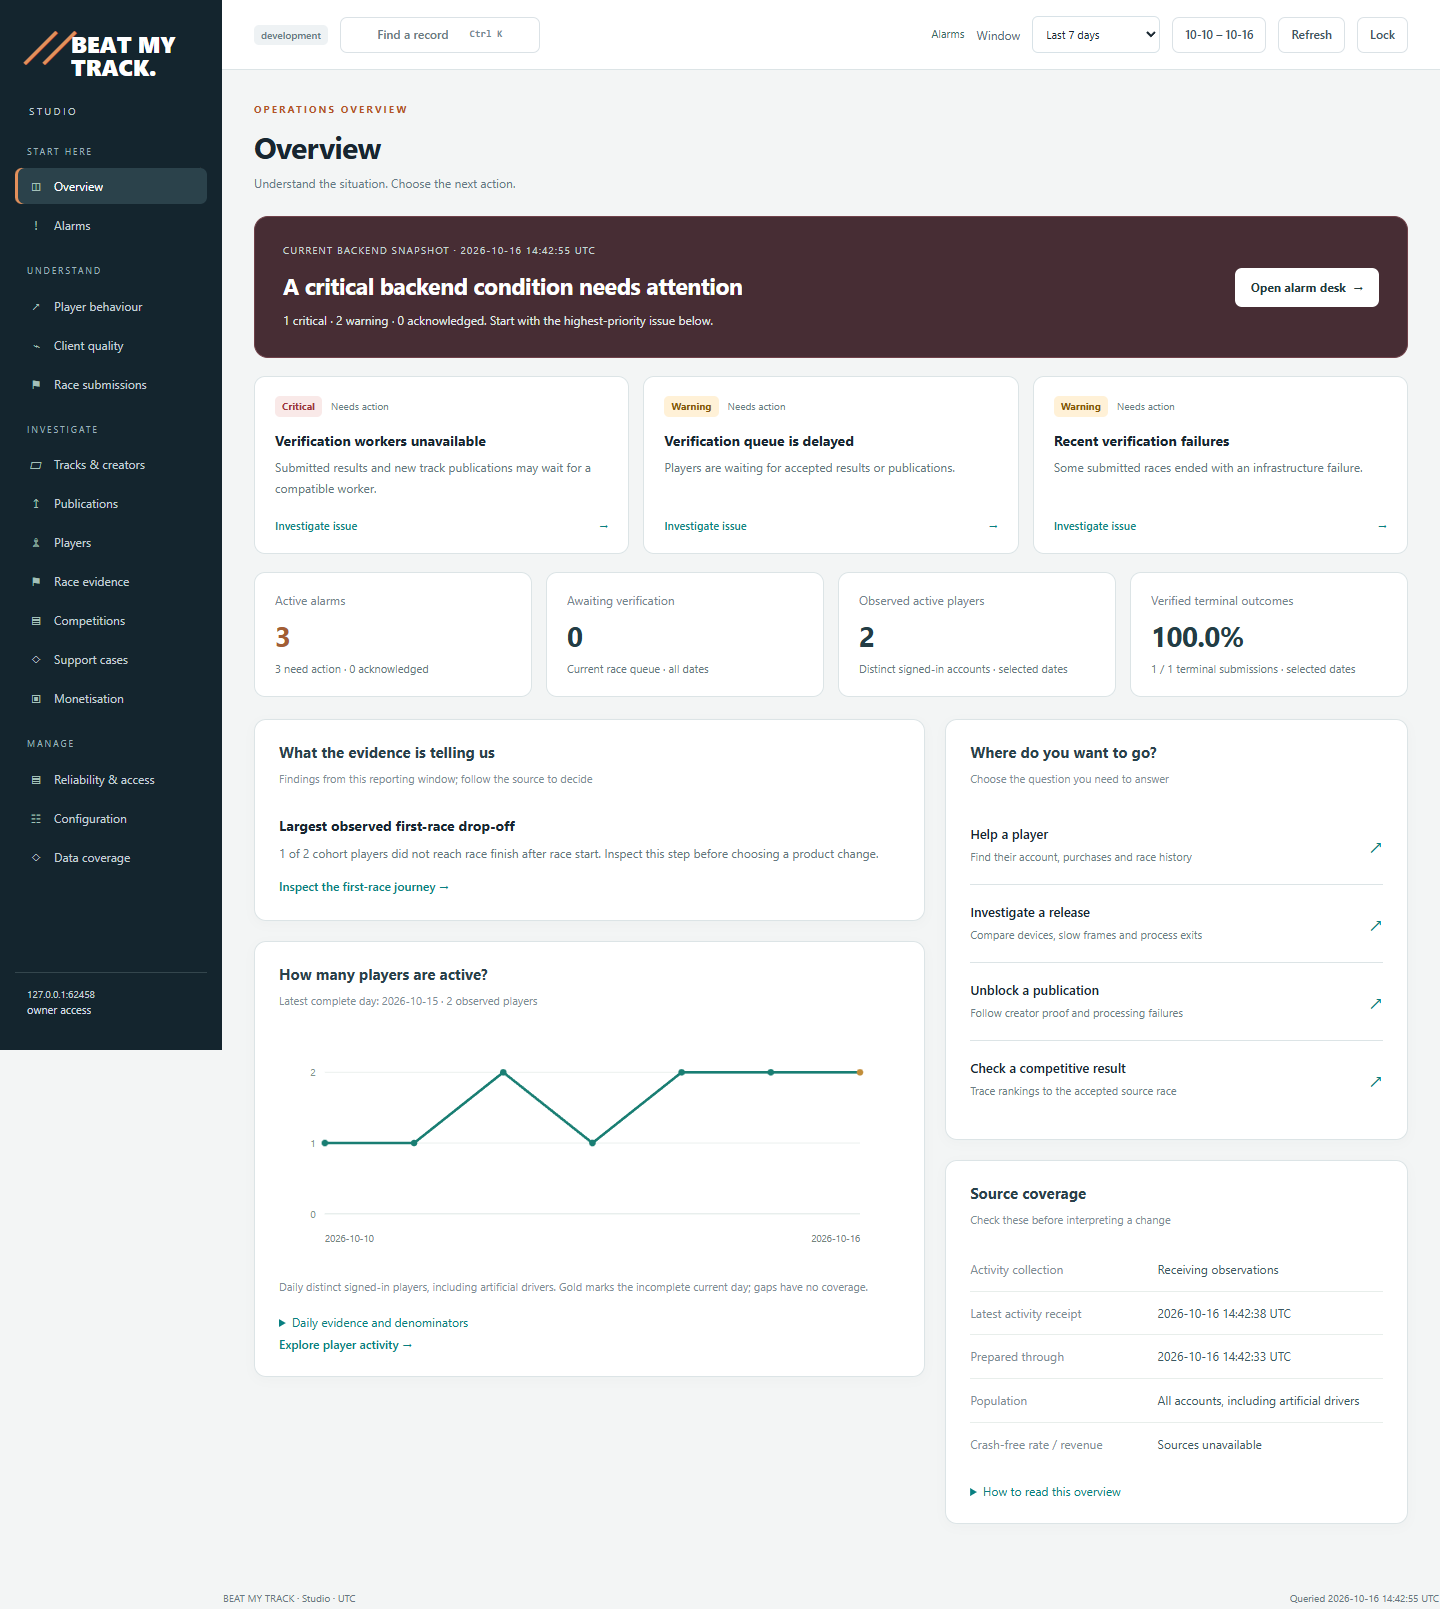 BEAT MY
TRACK.
STUDIO
START HERE
Overview
! Alarms
UNDERSTAND
Player behaviour
Client quality
Race submissions
INVESTIGATE
Tracks & creators
Publications
Players
Race evidence
Competitions
Support cases
Monetisation
MANAGE
Reliability & access
Configuration
Data coverage
127.0.0.1:62458
owner access
development
Find a record Ctrl K
Alarms Window Last 7 days 10-10 – 10-16 Refresh Lock
OPERATIONS OVERVIEW
Overview
Understand the situation. Choose the next action.
CURRENT BACKEND SNAPSHOT · 2026-10-16 14:42:55 UTC
A critical backend condition needs attention
1 critical · 2 warning · 0 acknowledged. Start with the highest-priority issue below.
Open alarm desk →
Critical Needs action
Verification workers unavailable
Submitted results and new track publications may wait for a
compatible worker.
Investigate issue →
Warning Needs action
Verification queue is delayed
Players are waiting for accepted results or publications.
Investigate issue →
Warning Needs action
Recent verification failures
Some submitted races ended with an infrastructure failure.
Investigate issue →
Active alarms
3
3 need action · 0 acknowledged
Awaiting verification
0
Current race queue · all dates
Observed active players
2
Distinct signed-in accounts · selected dates
Verified terminal outcomes
100.0%
1 / 1 terminal submissions · selected dates
What the evidence is telling us
Findings from this reporting window; follow the source to decide
Largest observed first-race drop-off
1 of 2 cohort players did not reach race finish after race start. Inspect this step before choosing a product change.
Inspect the first-race journey →
How many players are active?
Latest complete day: 2026-10-15 · 2 observed players
2
1
0
2026-10-10 2026-10-16
Daily distinct signed-in players, including artificial drivers. Gold marks the incomplete current day; gaps have no coverage.
▶ Daily evidence and denominators
Explore player activity →
Where do you want to go?
Choose the question you need to answer
Help a player
Find their account, purchases and race history
↗
Investigate a release
Compare devices, slow frames and process exits
↗
Unblock a publication
Follow creator proof and processing failures
↗
Check a competitive result
Trace rankings to the accepted source race
↗
Source coverage
Check these before interpreting a change
Activity collection Receiving observations
Latest activity receipt 2026-10-16 14:42:38 UTC
Prepared through 2026-10-16 14:42:33 UTC
Population All accounts, including artificial drivers
Crash-free rate / revenue Sources unavailable
▶ How to read this overview
BEAT MY TRACK · Studio · UTC
Queried 2026-10-16 14:42:55 UTC